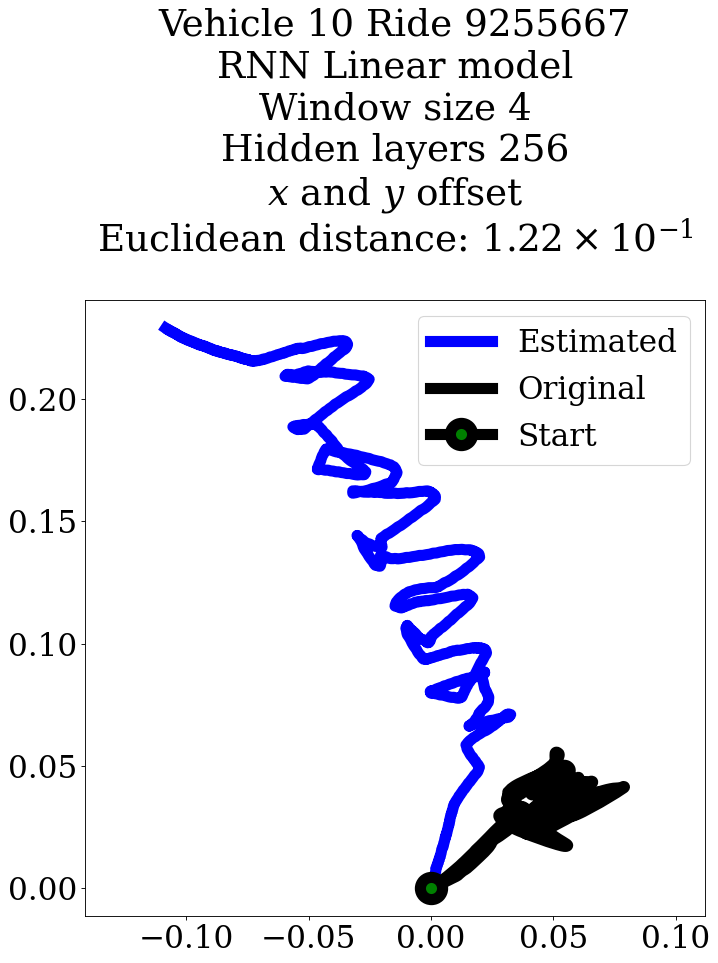 Vehicle 10 Ride 9255667
RNN Linear model
Window size 4
Hidden layers 256
x and y offset
Euclidean distance: 1.22 × 10⁻¹
Estimated
Original
Start
0.20
0.15
0.10
0.05
0.00
−0.10 −0.05 0.00 0.05 0.10